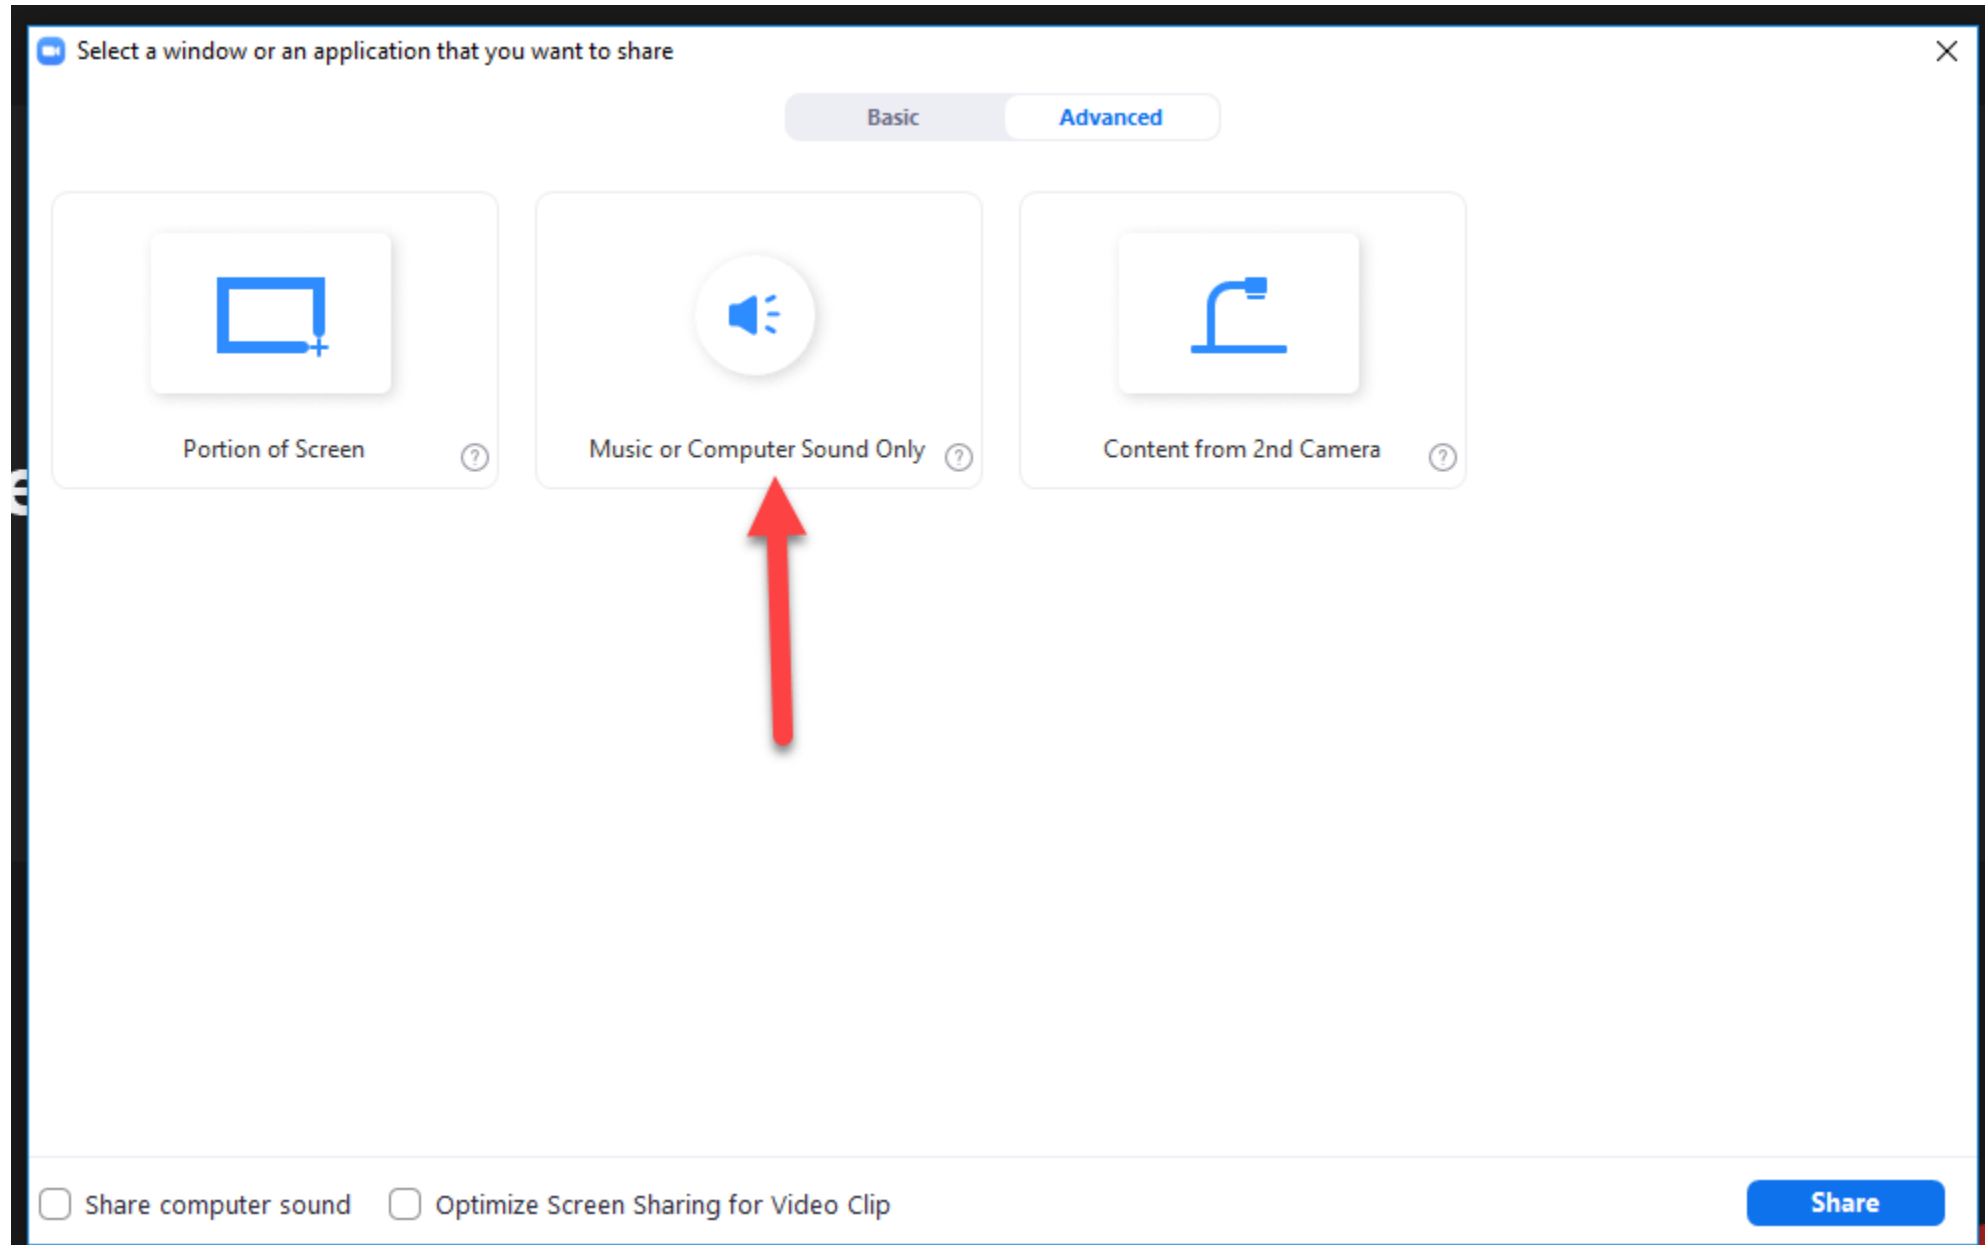 Select a window or an application that you want to share
Basic
Advanced
Portion of Screen
?
Music or Computer Sound Only
?
Content from 2nd Camera
?
e
Share computer sound
Optimize Screen Sharing for Video Clip
Share